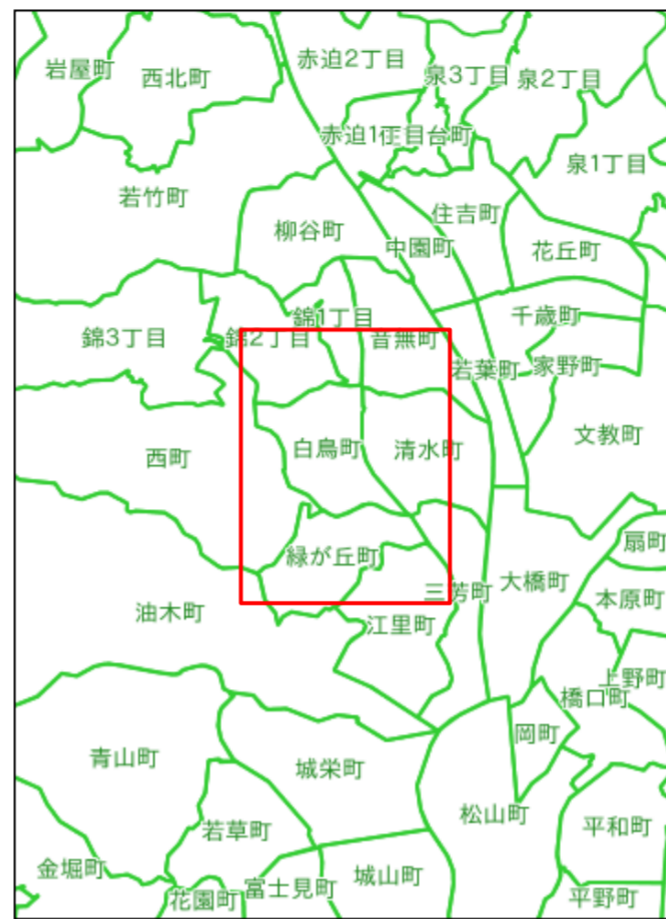 岩屋町
西北町
赤迫2丁目
泉3丁目
泉2丁目
赤迫1丁目
台町
泉1丁目
若竹町
住吉町
柳谷町
中園町
花丘町
錦3丁目
錦2丁目
錦1丁目
音無町
千歳町
若葉町
家野町
西町
白鳥町
清水町
文教町
扇町
緑が丘町
三芳町
大橋町
本原町
油木町
江里町
上野町
橋口町
青山町
城栄町
岡町
若草町
松山町
平和町
金堀町
花園町
富士見町
城山町
平野町